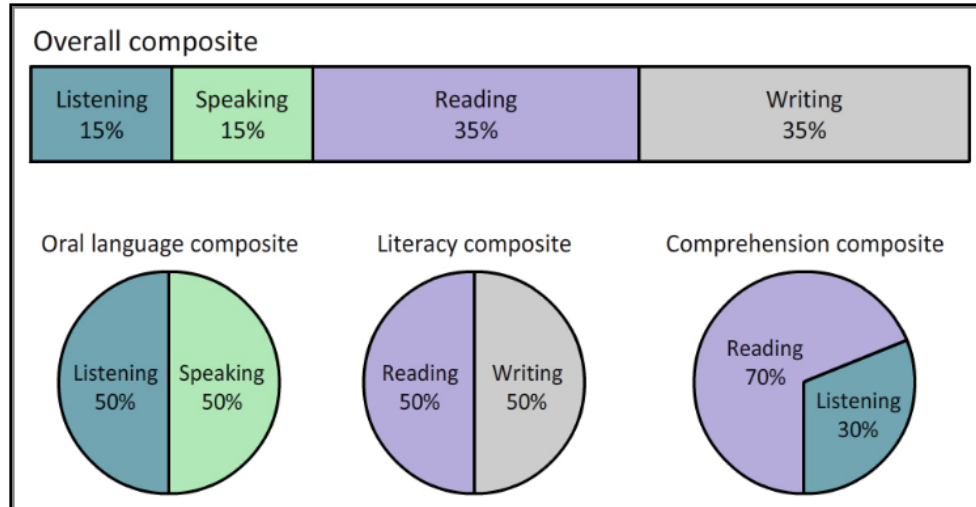 Overall composite
Listening
15%
Speaking
15%
Reading
35%
Writing
35%
Oral language composite
Listening
50%
Speaking
50%
Literacy composite
Reading
50%
Writing
50%
Comprehension composite
Reading
70%
Listening
30%